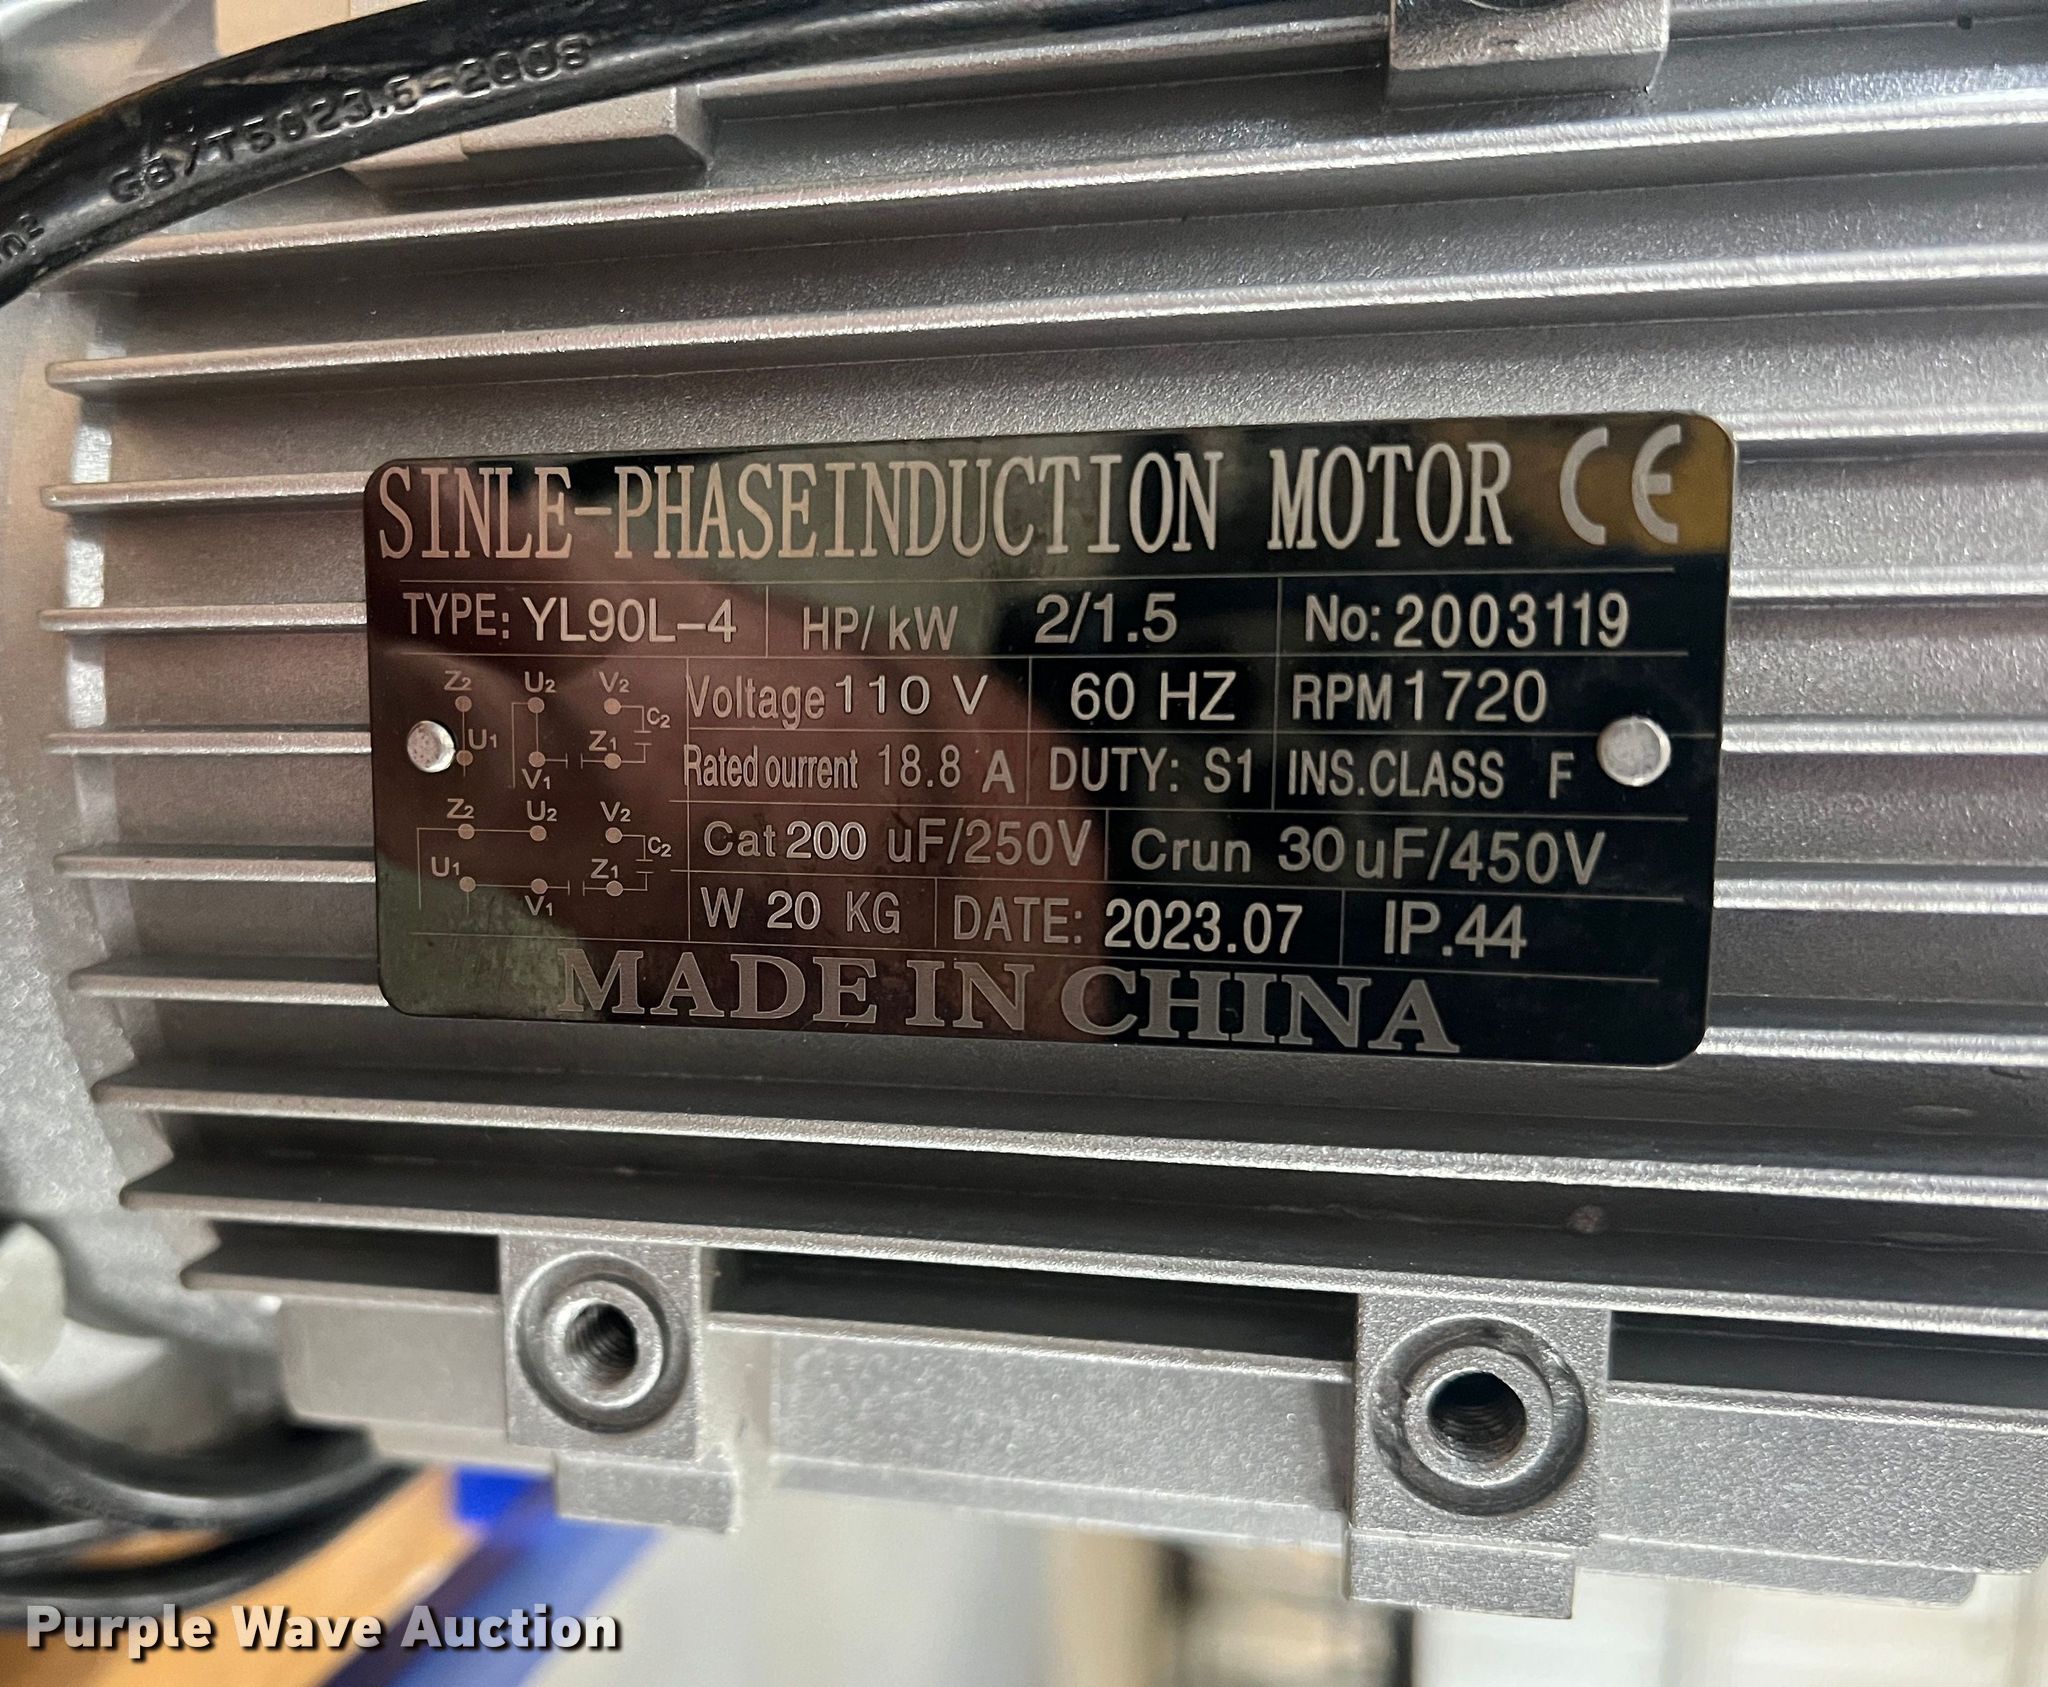 GB/T5023.5-2008
SINLE-PHASEINDUCTION MOTOR CE
TYPE: YL90L-4 HP/kW 2/1.5 No: 2003119
Z2 U2 V2
C2
U1 Z1
V1
Voltage 110 V 60 HZ RPM 1720
Rated ourrent 18.8 A DUTY: S1 INS.CLASS F
Z2 U2 V2
C2
U1 Z1
V1
Cat 200 uF/250V Crun 30uF/450V
W 20 KG DATE: 2023.07 IP.44
MADE IN CHINA
Purple Wave Auction